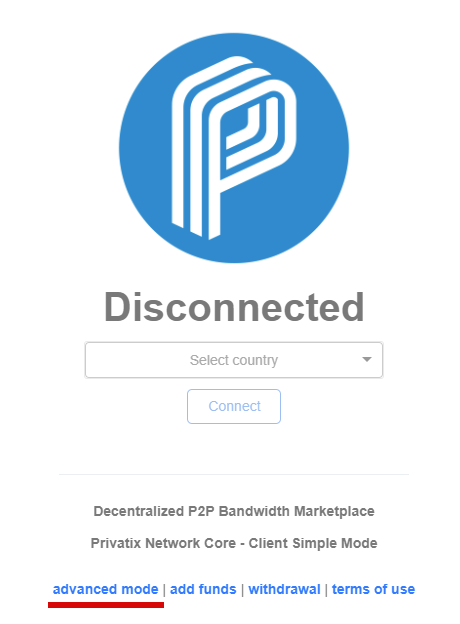 Disconnected
Select country
Connect
Decentralized P2P Bandwidth Marketplace
Privatix Network Core - Client Simple Mode
advanced mode | add funds | withdrawal | terms of use